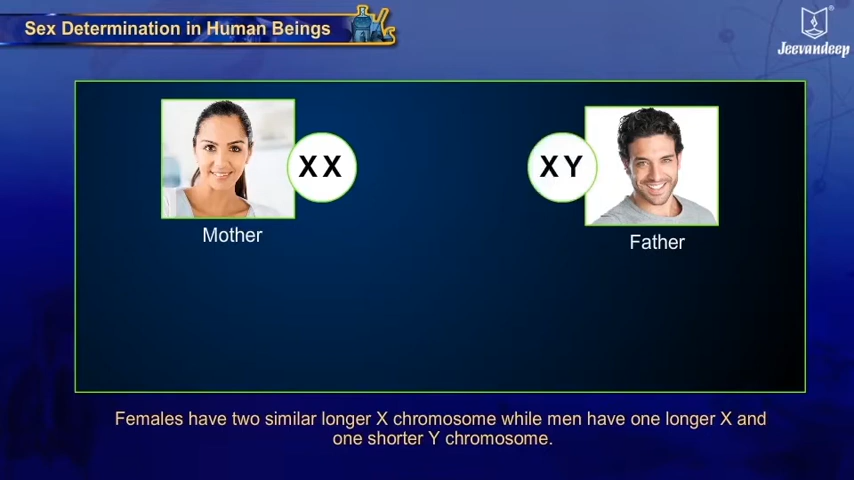 Sex Determination in Human Beings
Jeevandeep
XX
XY
Mother
Father
Females have two similar longer X chromosome while men have one longer X and
one shorter Y chromosome.